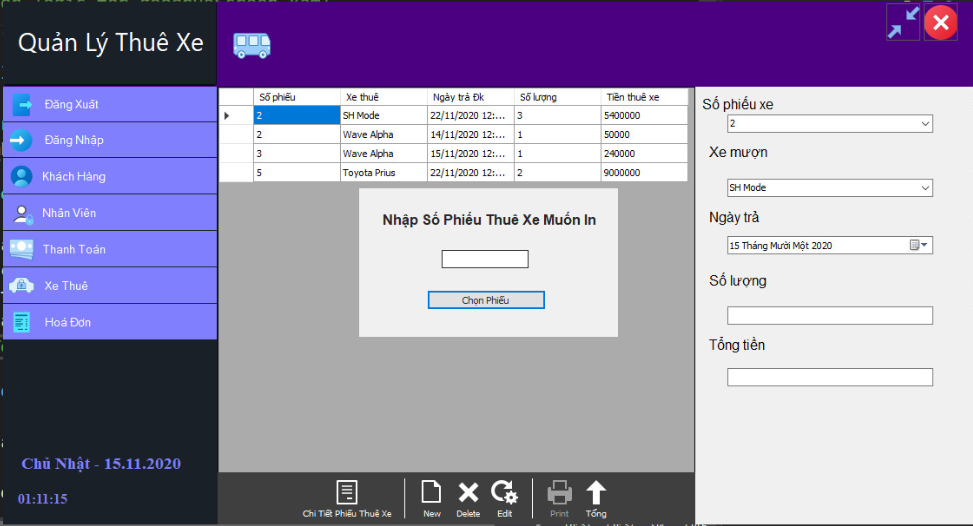 Quản Lý Thuê Xe
Đăng Xuất
Đăng Nhập
Khách Hàng
Nhân Viên
Thanh Toán
Xe Thuê
Hoá Đơn
Chủ Nhật - 15.11.2020
01:11:15
Số phiếu Xe thuê Ngày trả Đk Số lượng Tiền thuê xe
2 SH Mode 22/11/2020 12:... 3 5400000
2 Wave Alpha 14/11/2020 12:... 1 50000
3 Wave Alpha 15/11/2020 12:... 1 240000
5 Toyota Prius 22/11/2020 12:... 2 9000000
Nhập Số Phiếu Thuê Xe Muốn In
Chọn Phiếu
Chi Tiết Phiếu Thuê Xe New Delete Edit Print Tổng
Số phiếu xe
2
Xe mượn
SH Mode
Ngày trả
15 Tháng Mười Một 2020
Số lượng
Tổng tiền